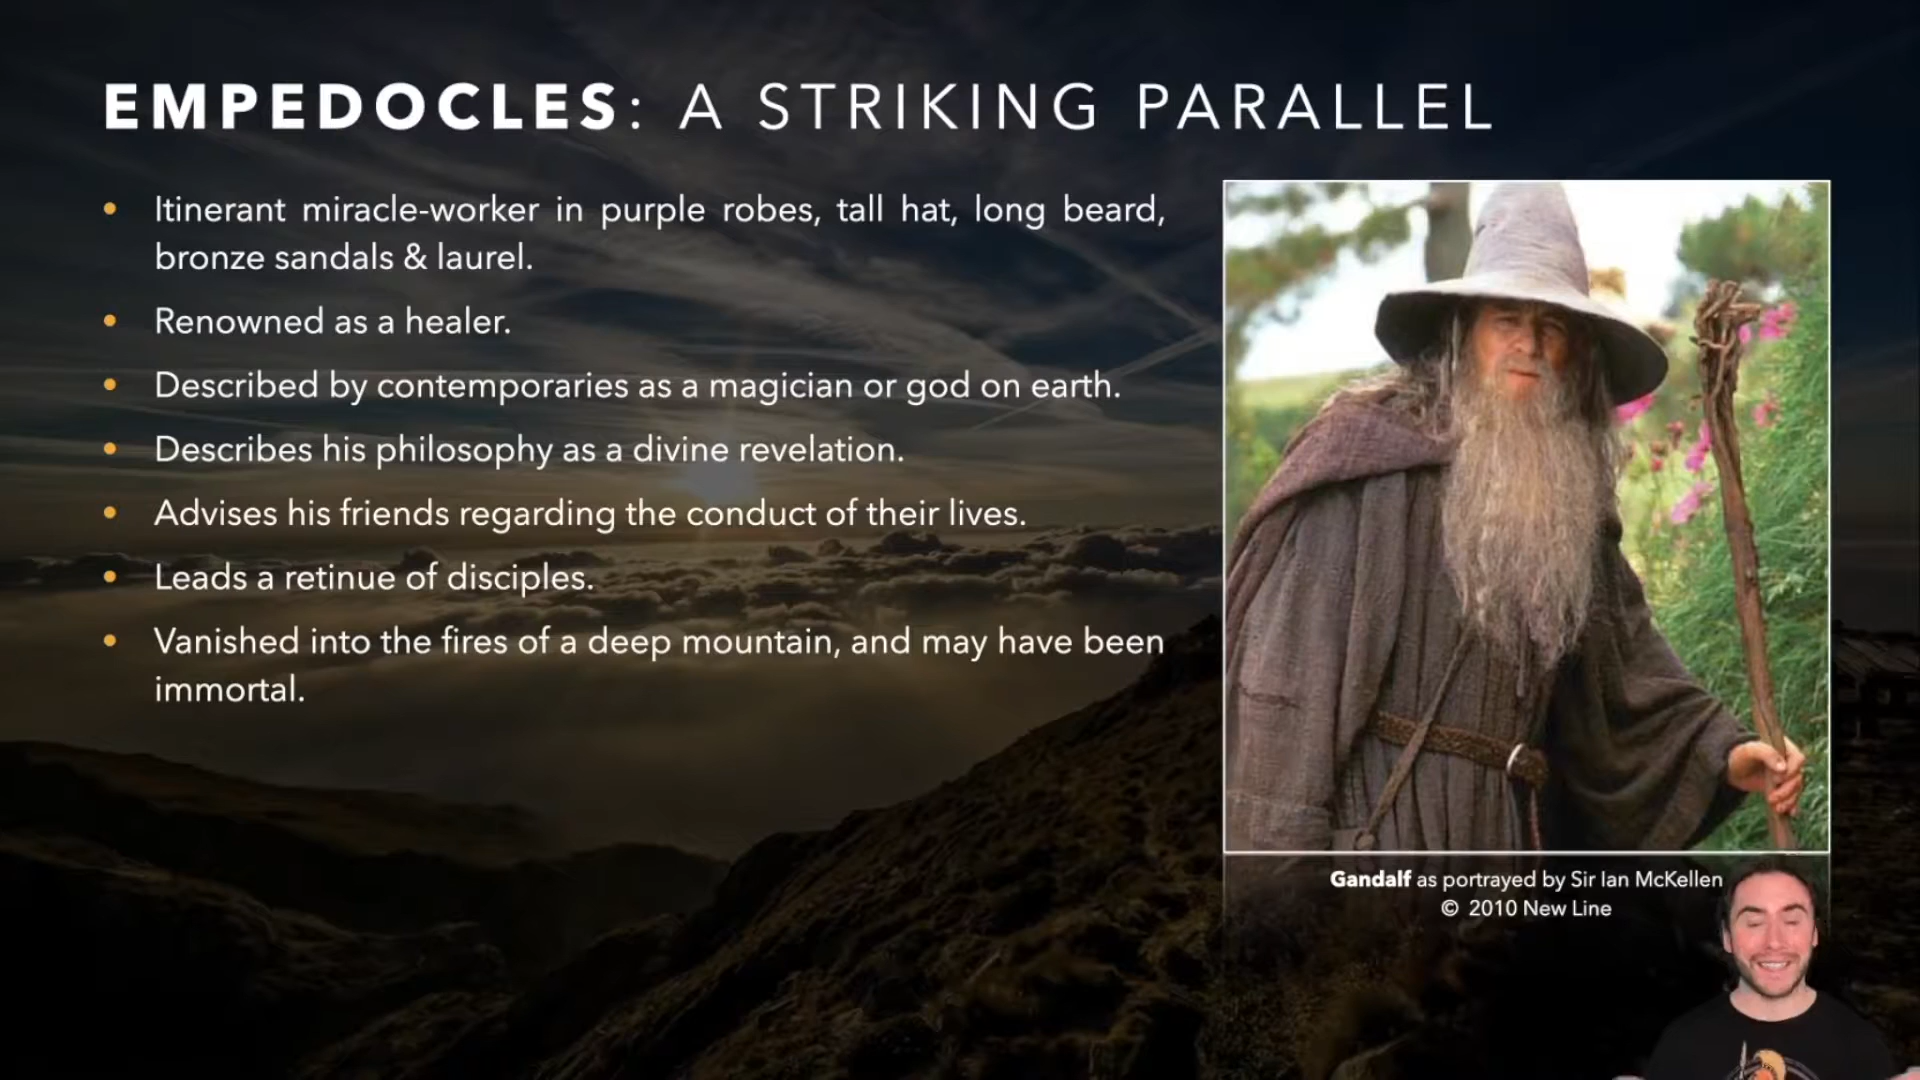 EMPEDOCLES: A STRIKING PARALLEL
• Itinerant miracle-worker in purple robes, tall hat, long beard,
bronze sandals & laurel.
• Renowned as a healer.
• Described by contemporaries as a magician or god on earth.
• Describes his philosophy as a divine revelation.
• Advises his friends regarding the conduct of their lives.
• Leads a retinue of disciples.
• Vanished into the fires of a deep mountain, and may have been
immortal.
Gandalf as portrayed by Sir Ian McKellen
© 2010 New Line